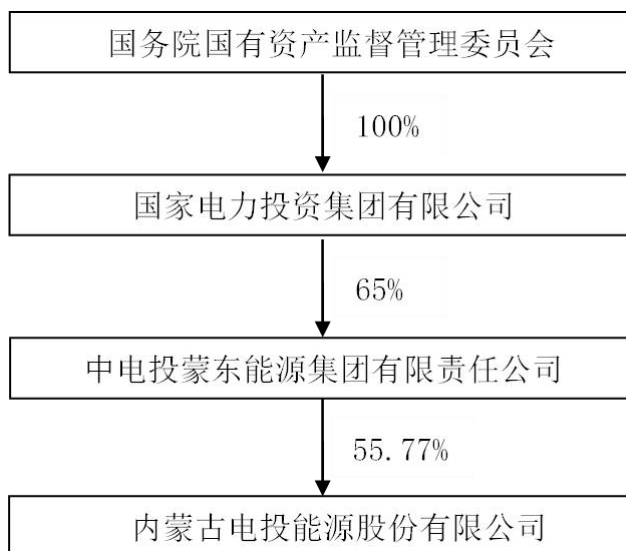 国务院国有资产监督管理委员会
100%
国家电力投资集团有限公司
65%
中电投蒙东能源集团有限责任公司
55.77%
内蒙古电投能源股份有限公司